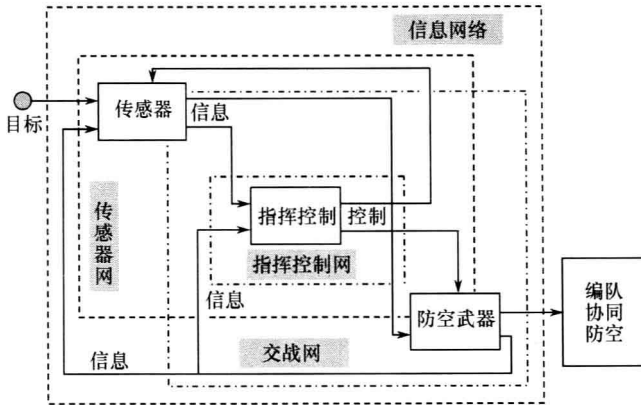 信息网络
传感器
信息
目标
传感器网
指挥控制
控制
指挥控制网
信息
防空武器
编队
协同
防空
交战网
信息